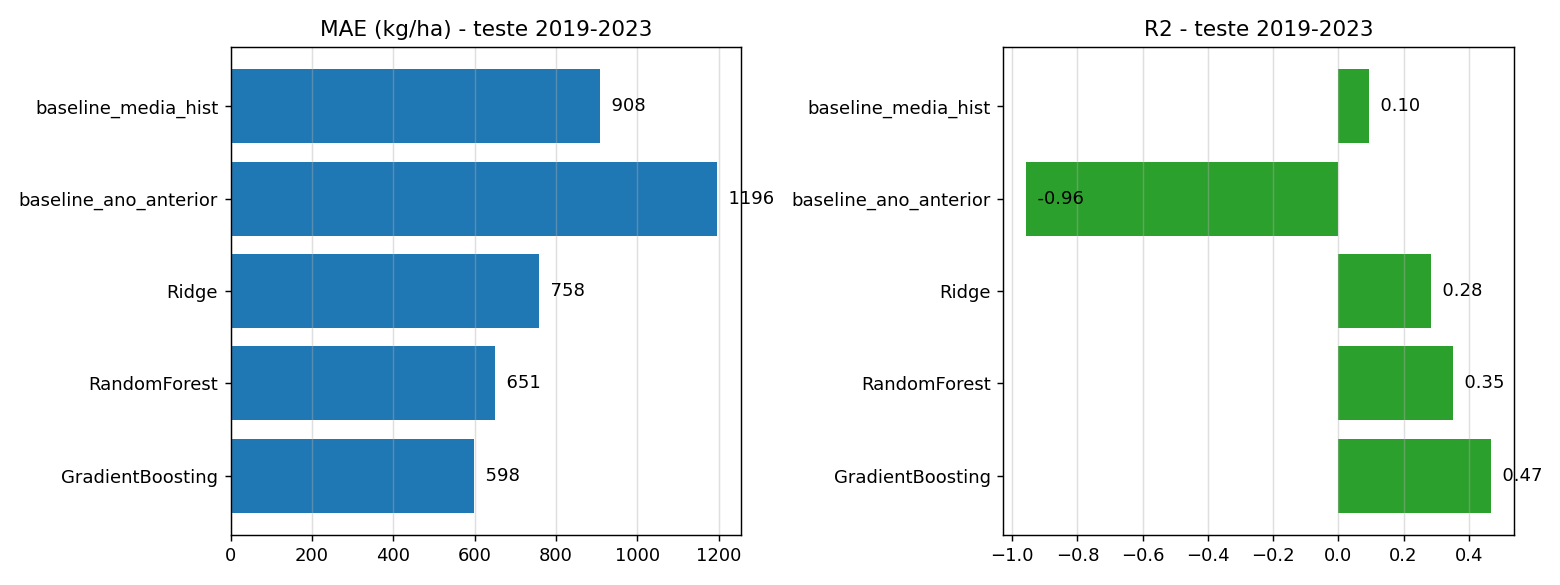 MAE (kg/ha) - teste 2019-2023
baseline_media_hist
908
baseline_ano_anterior
1196
Ridge
758
RandomForest
651
GradientBoosting
598
0 200 400 600 800 1000 1200
R2 - teste 2019-2023
baseline_media_hist
0.10
baseline_ano_anterior
-0.96
Ridge
0.28
RandomForest
0.35
GradientBoosting
0.47
−1.0 −0.8 −0.6 −0.4 −0.2 0.0 0.2 0.4